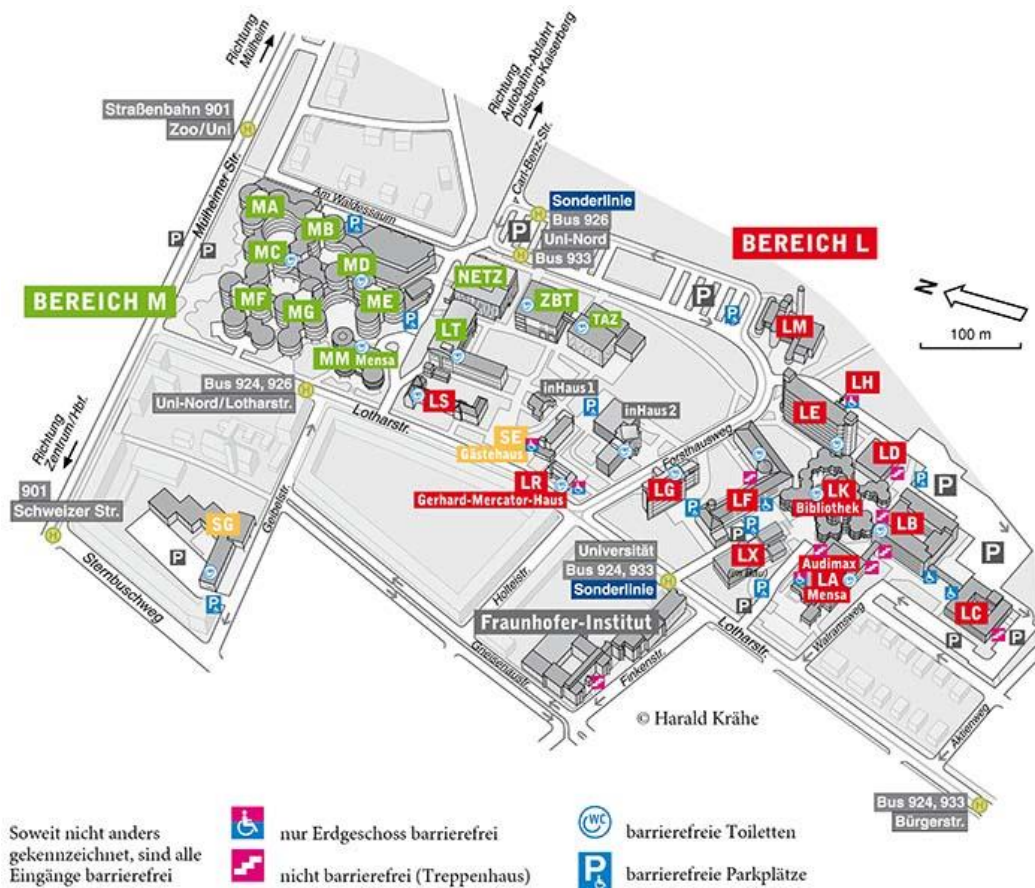 Richtung
Mülheim
Straßenbahn 901
Zoo/Uni
Mülheimer Str.
Richtung
Autobahn-Abfahrt
Duisburg-Kaiserberg
Carl-Benz-Str.
Am Waldessaum
Sonderlinie
Bus 926
Uni-Nord
Bus 933
BEREICH L
BEREICH M
N
100 m
MA
MB
MC
MD
ME
MF
MG
MM Mensa
NETZ
ZBT
TAZ
LT
LS
LM
LH
LE
LD
LK
Bibliothek
LB
LG
LF
LX
(im Bau)
Audimax
LA
Mensa
LC
inHaus 1
inHaus 2
SE
Gästehaus
LR
Gerhard-Mercator-Haus
Forsthausweg
Bus 924, 926
Uni-Nord/Lotharstr.
Lotharstr.
Richtung
Zentrum/Hbf.
901
Schweizer Str.
SG
Geibelstr.
Sternbuschweg
Universität
Bus 924, 933
Sonderlinie
Fraunhofer-Institut
Holteistr.
Gneisenaustr.
Finkenstr.
Lotharstr.
Walramsweg
Aktienweg
© Harald Krähe
Bus 924, 933
Bürgerstr.
Soweit nicht anders
gekennzeichnet, sind alle
Eingänge barrierefrei
nur Erdgeschoss barrierefrei
nicht barrierefrei (Treppenhaus)
WC
barrierefreie Toiletten
P
barrierefreie Parkplätze